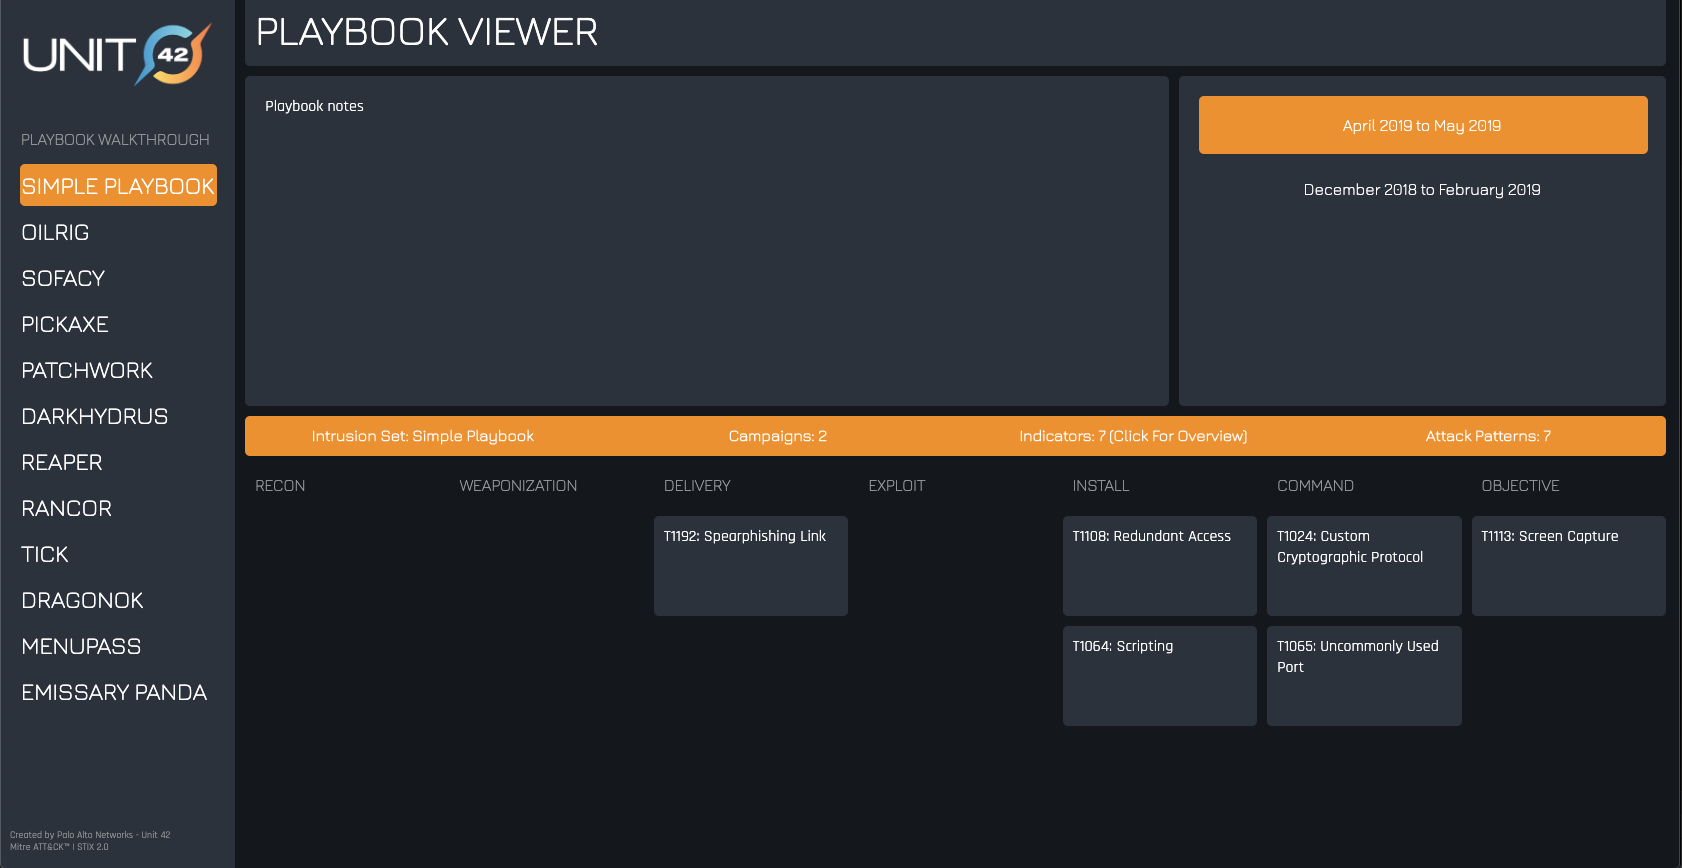 UNIT 42
PLAYBOOK WALKTHROUGH
SIMPLE PLAYBOOK
OILRIG
SOFACY
PICKAXE
PATCHWORK
DARKHYDRUS
REAPER
RANCOR
TICK
DRAGONOK
MENUPASS
EMISSARY PANDA
Created by Palo Alto Networks - Unit 42
Mitre ATT&CK™ | STIX 2.0
PLAYBOOK VIEWER
Playbook notes
April 2019 to May 2019
December 2018 to February 2019
Intrusion Set: Simple Playbook
Campaigns: 2
Indicators: 7 (Click For Overview)
Attack Patterns: 7
RECON
WEAPONIZATION
DELIVERY
T1192: Spearphishing Link
EXPLOIT
INSTALL
T1108: Redundant Access
T1064: Scripting
COMMAND
T1024: Custom
Cryptographic Protocol
T1065: Uncommonly Used
Port
OBJECTIVE
T1113: Screen Capture